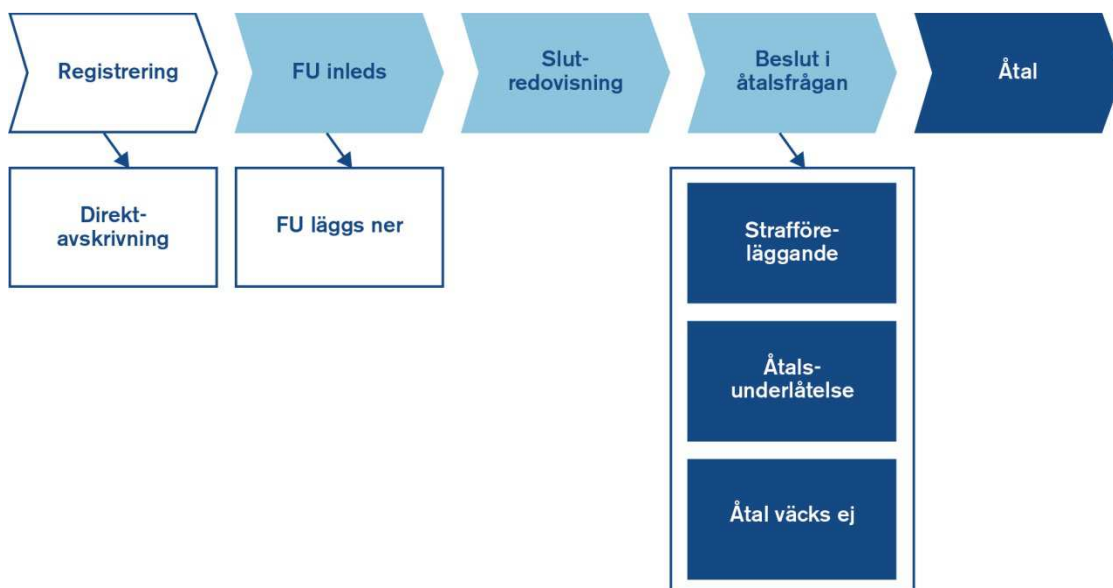 Registrering
FU inleds
Slut-
redovisning
Beslut i
åtalsfrågan
Åtal
Direkt-
avskrivning
FU läggs ner
Strafföre-
läggande
Åtals-
underlåtelse
Åtal väcks ej